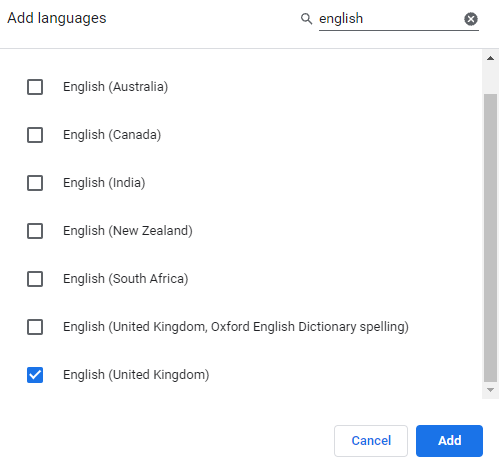 Add languages
english
English (Australia)
English (Canada)
English (India)
English (New Zealand)
English (South Africa)
English (United Kingdom, Oxford English Dictionary spelling)
English (United Kingdom)
Cancel
Add